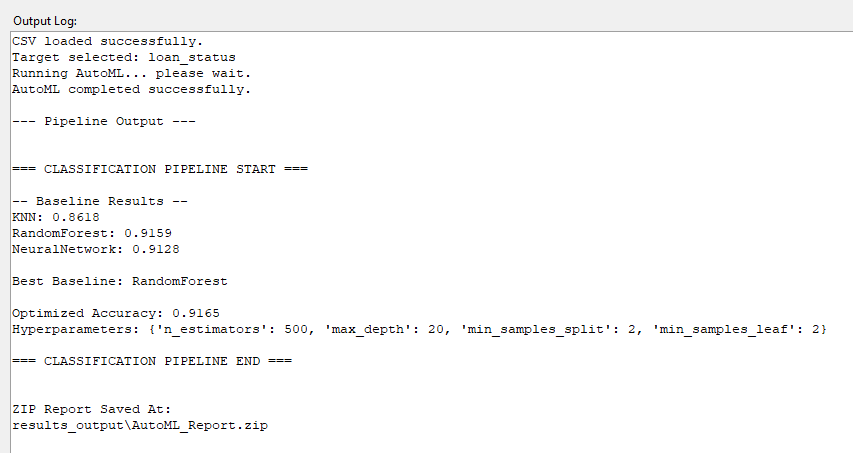 Output Log:
CSV loaded successfully.
Target selected: loan_status
Running AutoML... please wait.
AutoML completed successfully.
--- Pipeline Output ---
=== CLASSIFICATION PIPELINE START ===
-- Baseline Results --
KNN: 0.8618
RandomForest: 0.9159
NeuralNetwork: 0.9128
Best Baseline: RandomForest
Optimized Accuracy: 0.9165
Hyperparameters: {'n_estimators': 500, 'max_depth': 20, 'min_samples_split': 2, 'min_samples_leaf': 2}
=== CLASSIFICATION PIPELINE END ===
ZIP Report Saved At:
results_output\AutoML_Report.zip